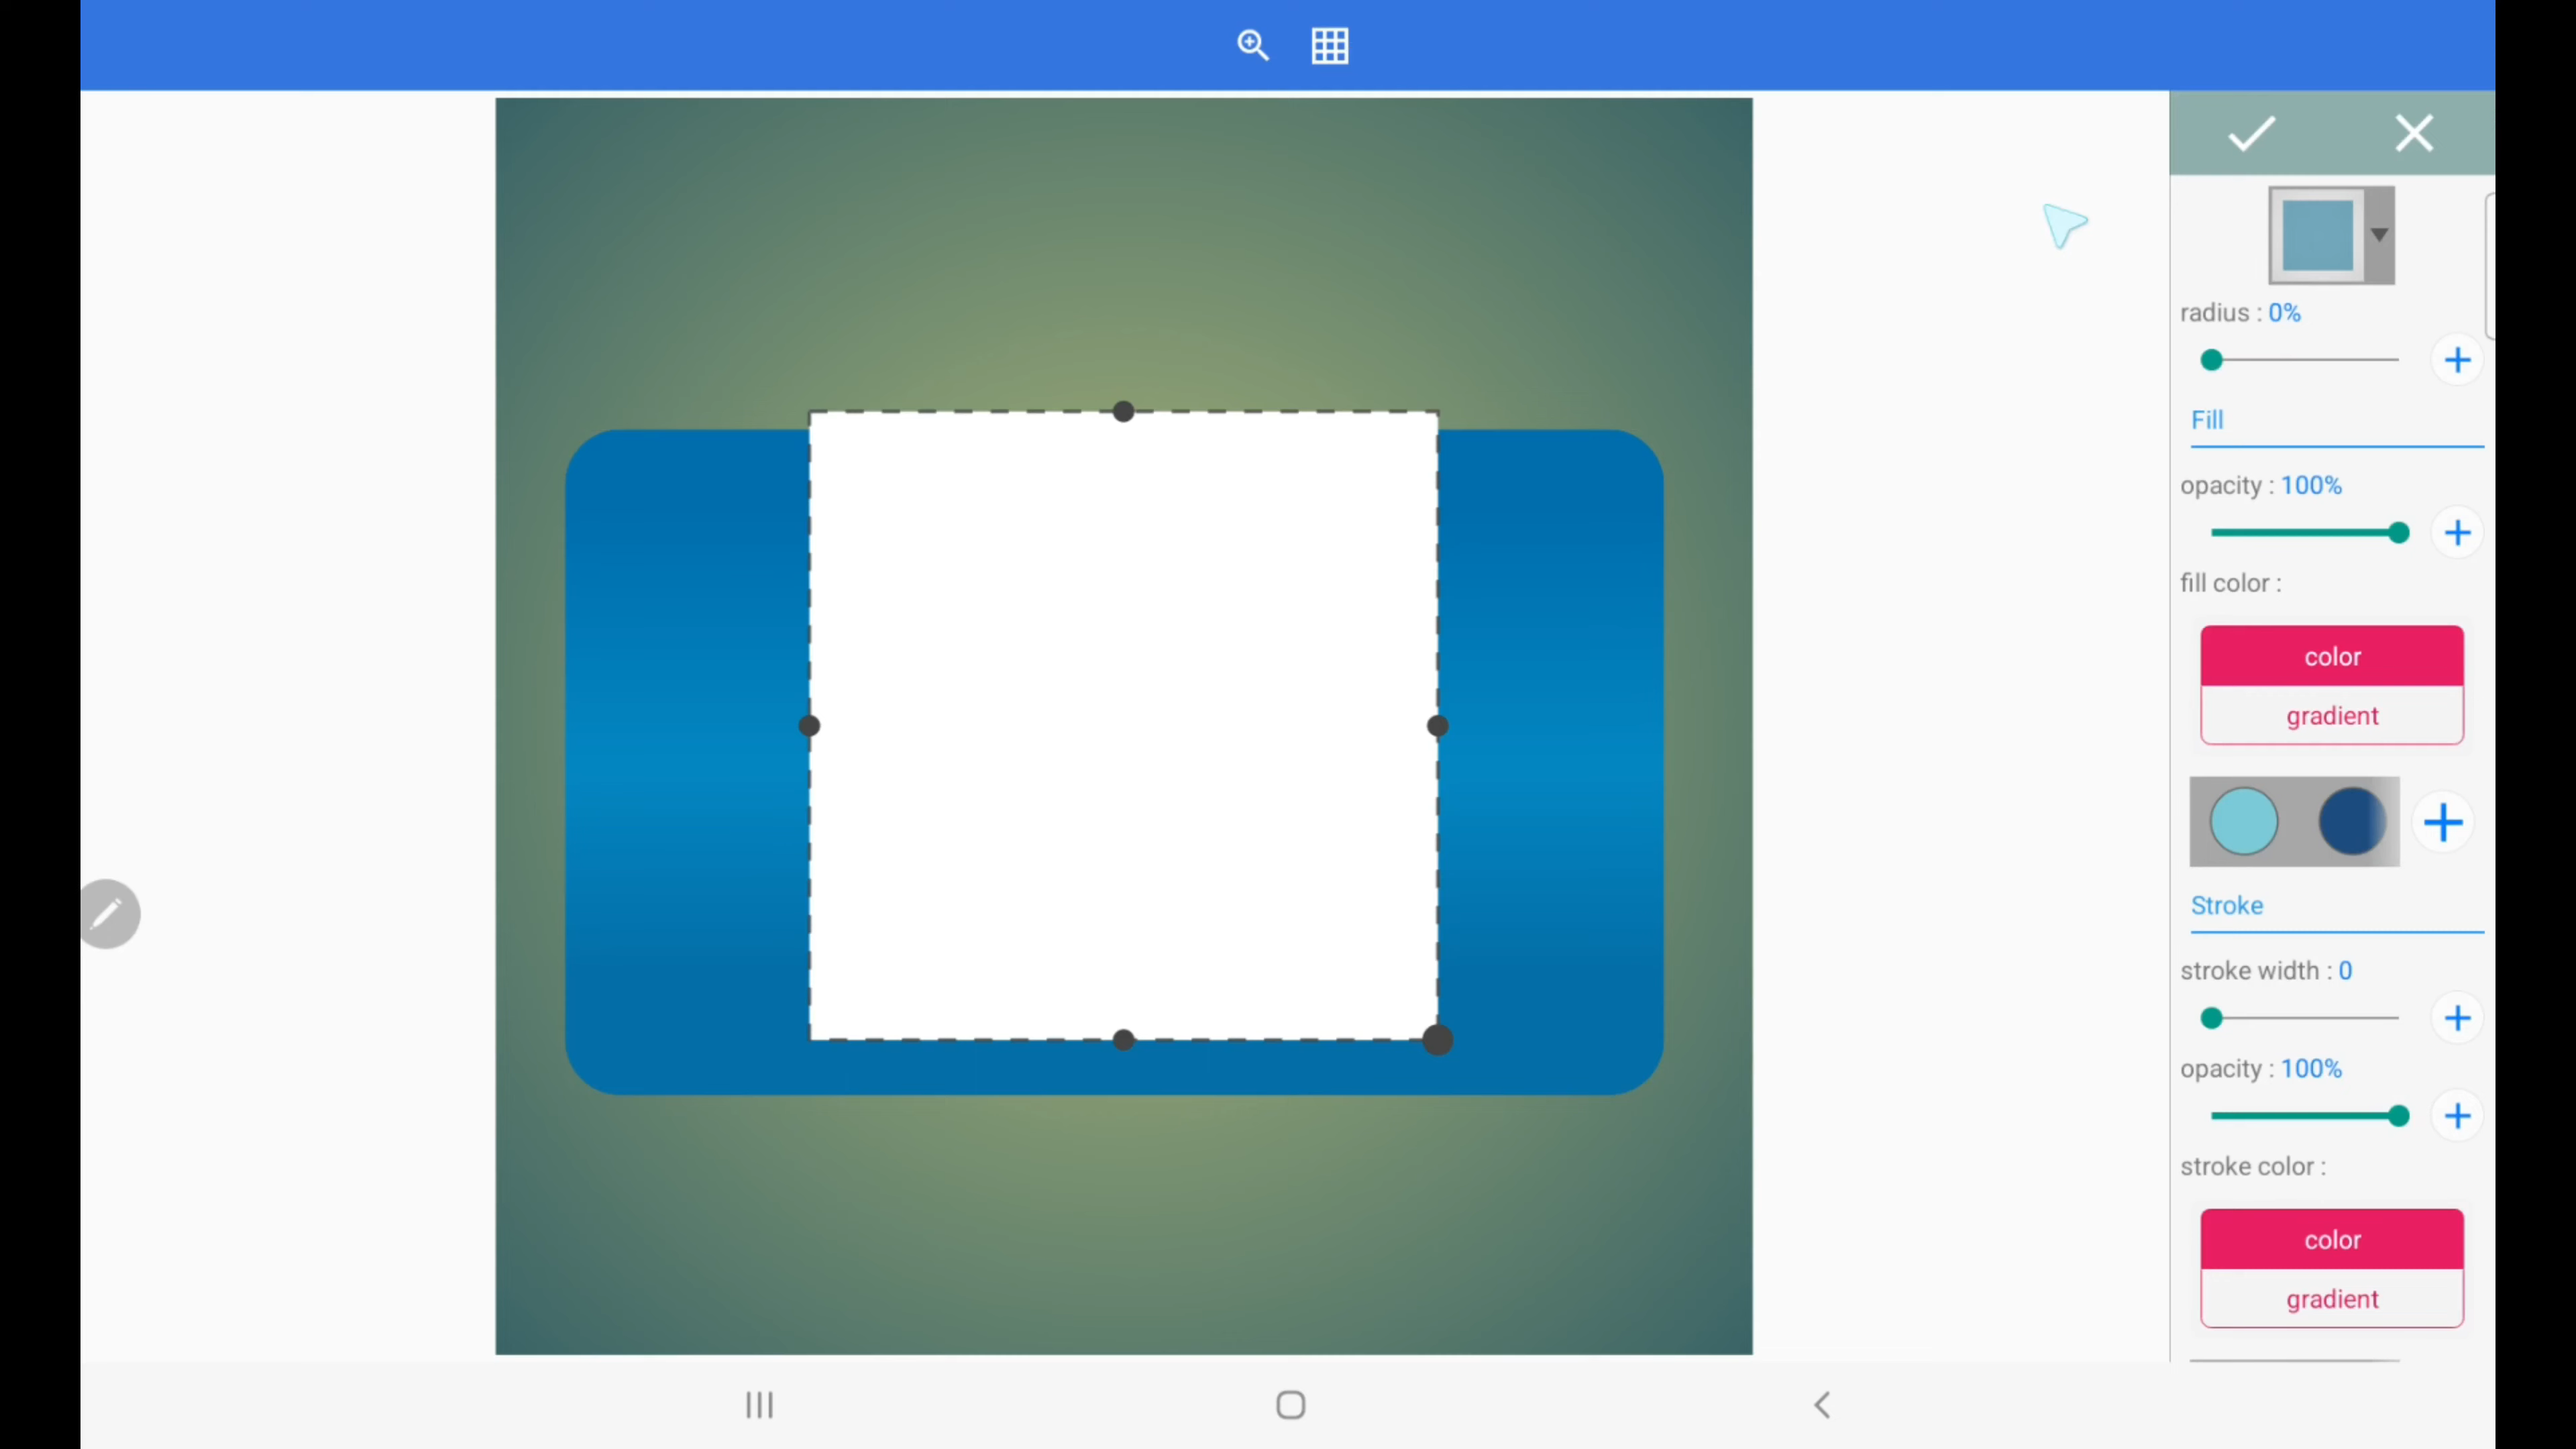 radius : 0%
Fill
opacity : 100%
fill color :
color
gradient
Stroke
stroke width : 0
opacity : 100%
stroke color :
color
gradient